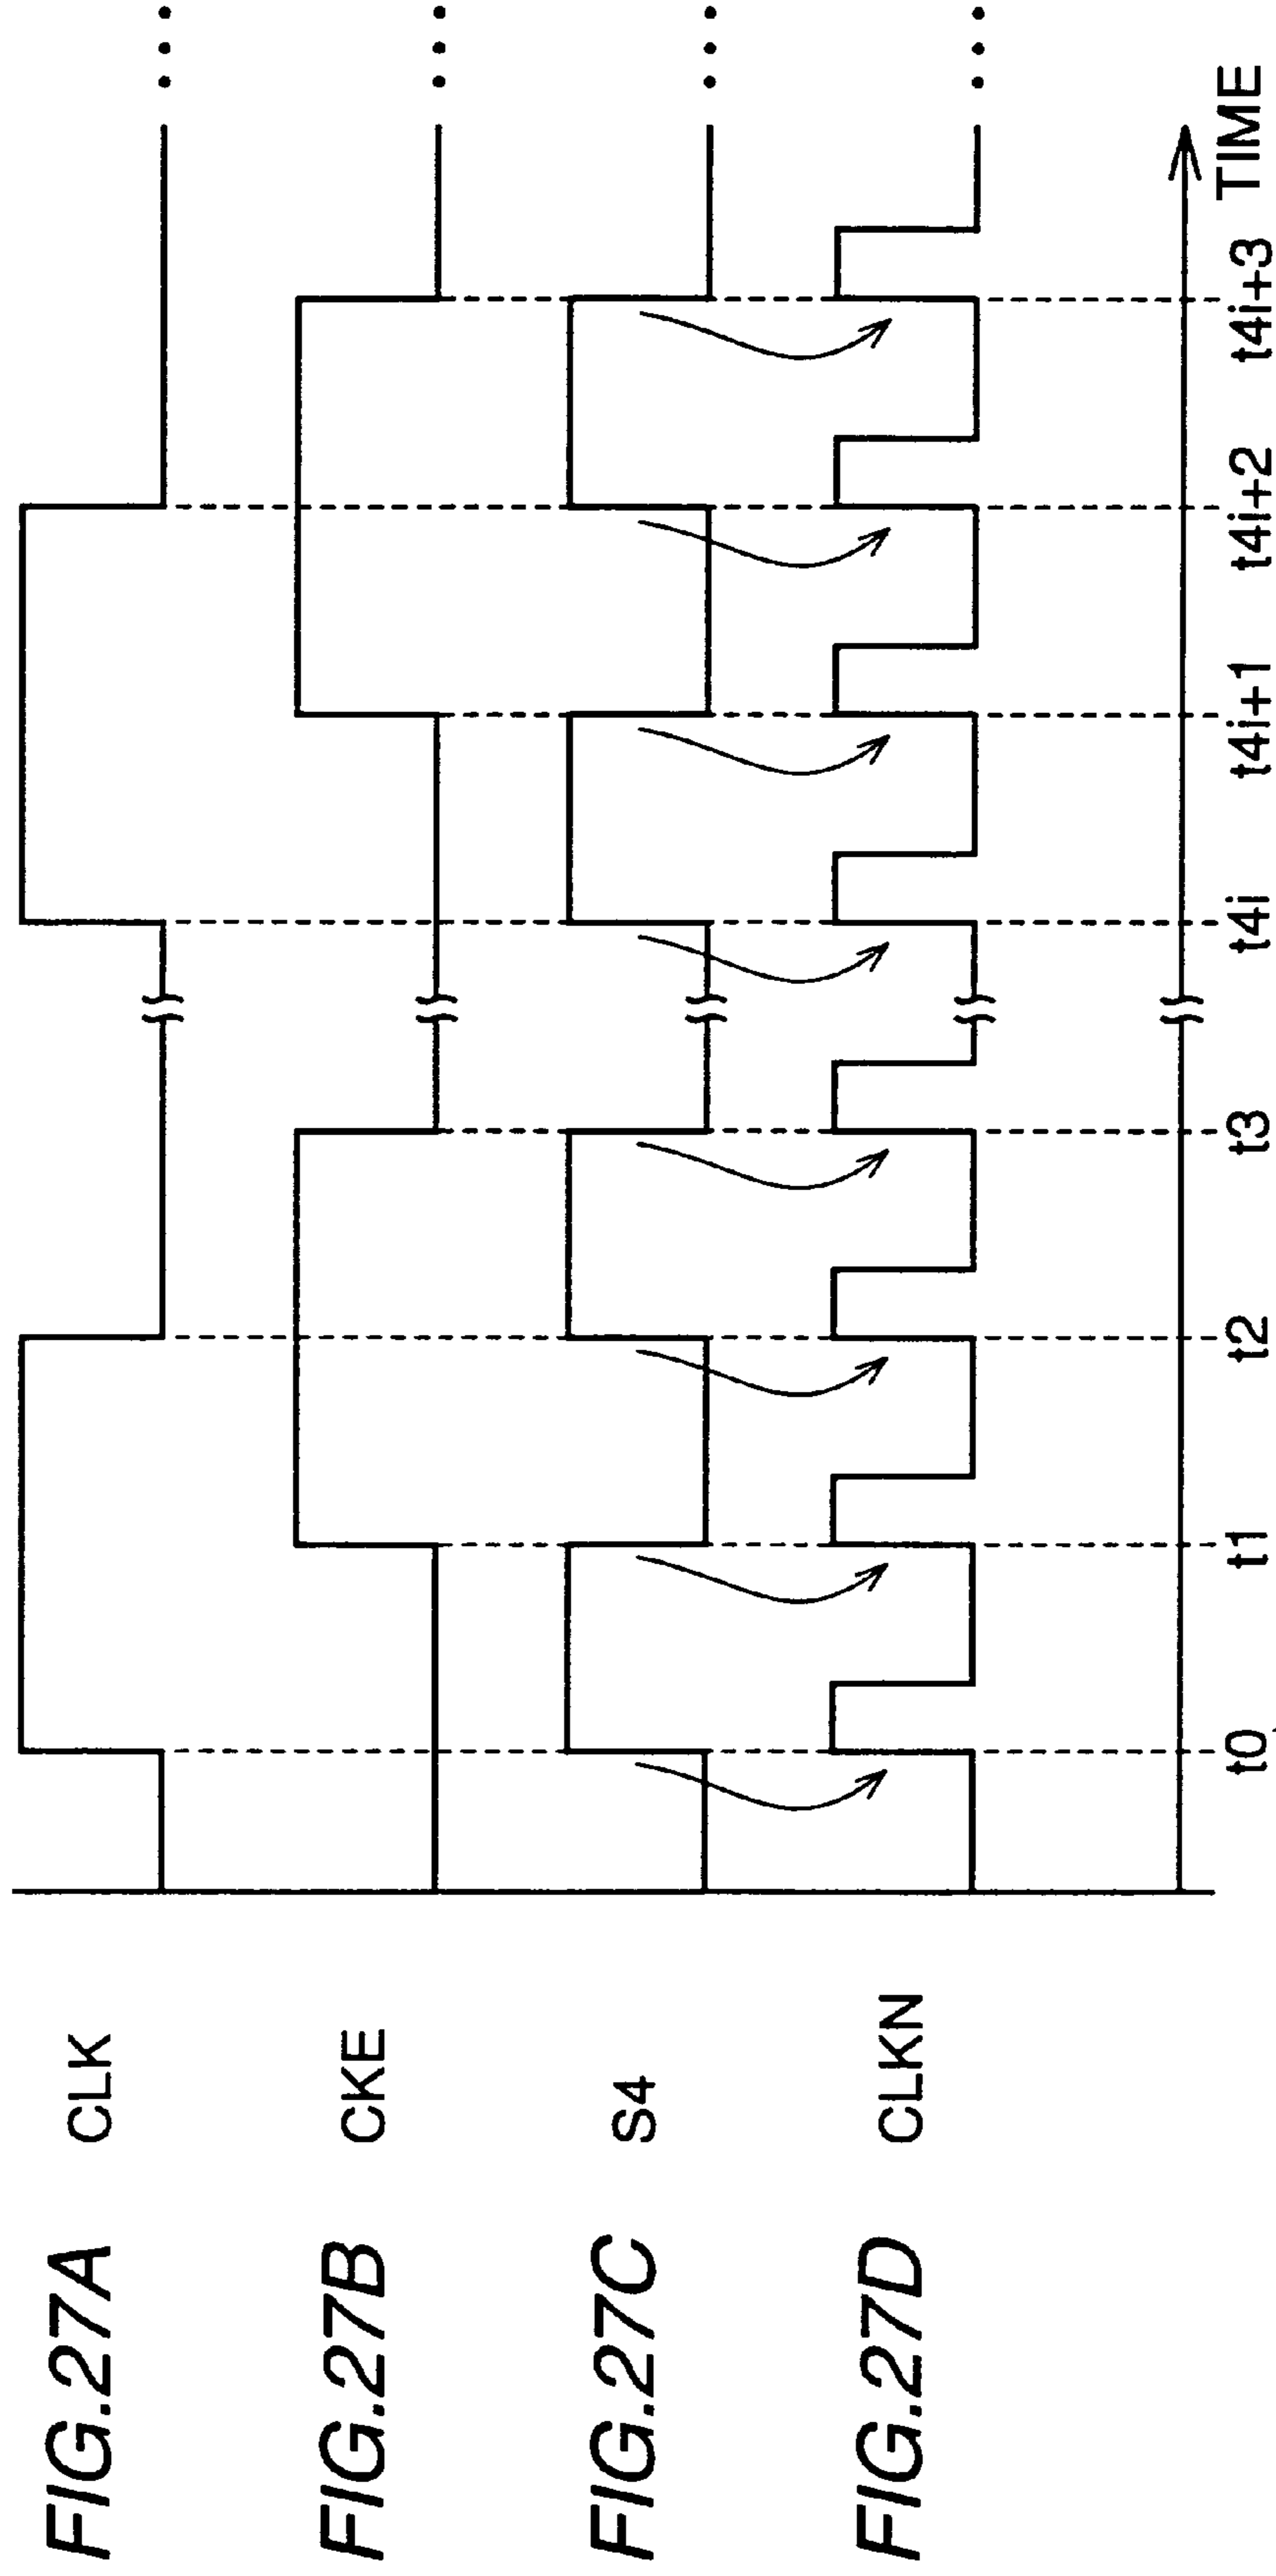 FIG.27A CLK
FIG.27B CKE
FIG.27C S4
FIG.27D CLKN
t0 t1 t2 t3 t4i t4i+1 t4i+2 t4i+3 TIME